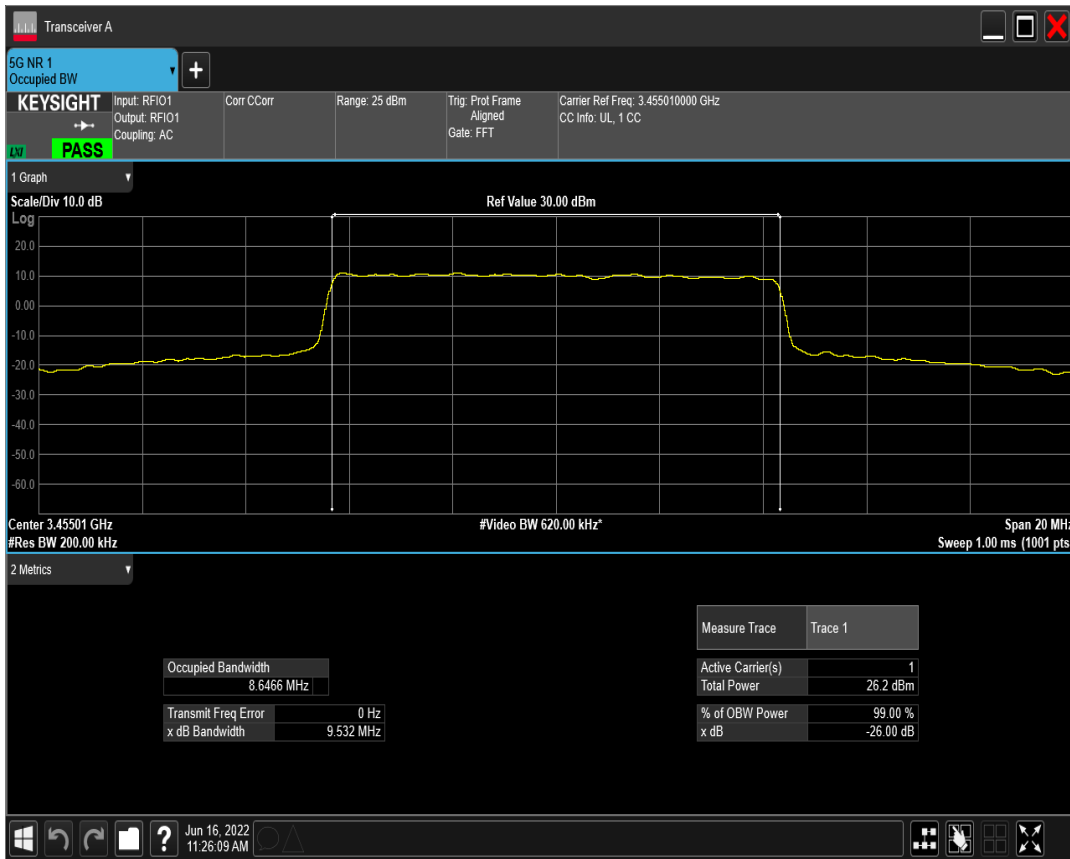 Transceiver A
5G NR 1
Occupied BW
KEYSIGHT
LXI
PASS
Input: RFIO1
Output: RFIO1
Coupling: AC
Corr CCorr
Range: 25 dBm
Trig: Prot Frame
Aligned
Gate: FFT
Carrier Ref Freq: 3.455010000 GHz
CC Info: UL, 1 CC
1 Graph
Scale/Div 10.0 dB
Ref Value 30.00 dBm
Log
20.0
10.0
0.00
-10.0
-20.0
-30.0
-40.0
-50.0
-60.0
Center 3.45501 GHz
#Video BW 620.00 kHz*
Span 20 MHz
#Res BW 200.00 kHz
Sweep 1.00 ms (1001 pts
2 Metrics
Measure Trace Trace 1
Occupied Bandwidth
8.6466 MHz
Active Carrier(s) 1
Total Power 26.2 dBm
Transmit Freq Error 0 Hz
x dB Bandwidth 9.532 MHz
% of OBW Power 99.00 %
x dB -26.00 dB
?
Jun 16, 2022
11:26:09 AM